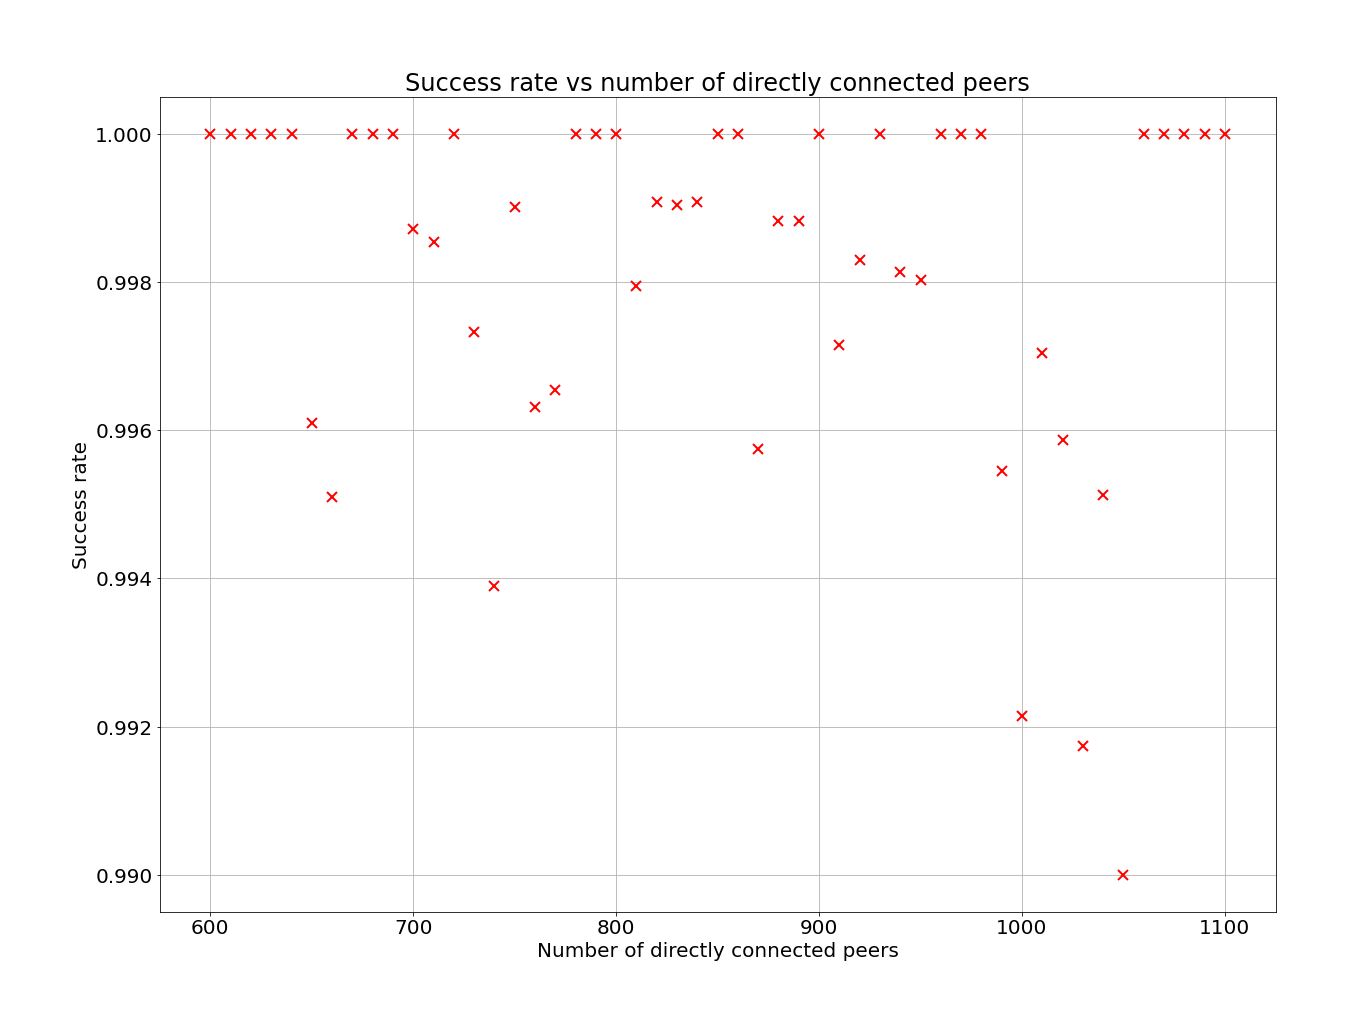 Success rate vs number of directly connected peers
1.000
0.998
0.996
0.994
0.992
0.990
Success rate
600 700 800 900 1000 1100
Number of directly connected peers